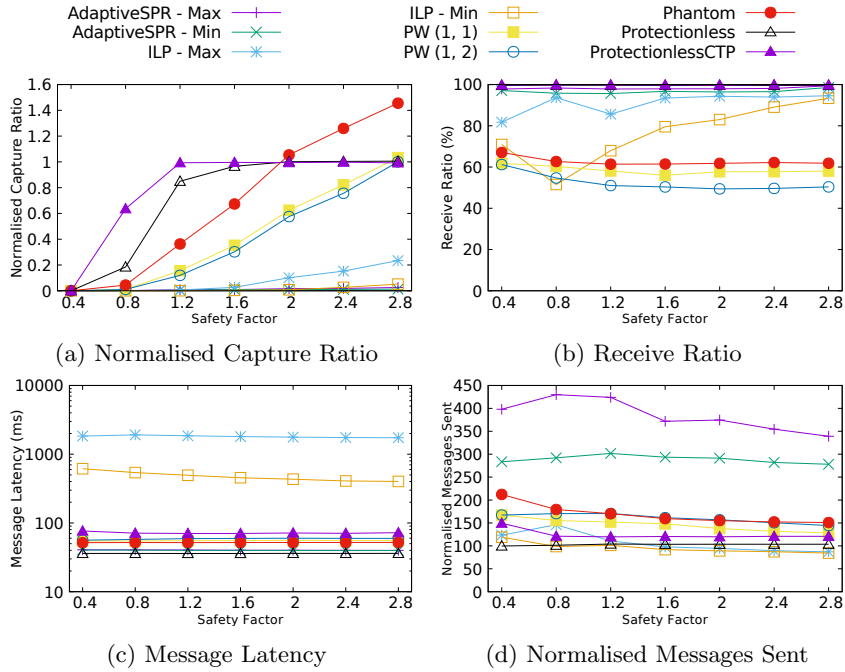 AdaptiveSPR - Max
AdaptiveSPR - Min
ILP - Max
ILP - Min
PW (1, 1)
PW (1, 2)
Phantom
Protectionless
ProtectionlessCTP
Normalised Capture Ratio
1.6
1.4
1.2
1
0.8
0.6
0.4
0.2
0
0.4 0.8 1.2 1.6 2 2.4 2.8
Safety Factor
(a) Normalised Capture Ratio
Receive Ratio (%)
100
80
60
40
20
0
0.4 0.8 1.2 1.6 2 2.4 2.8
Safety Factor
(b) Receive Ratio
Message Latency (ms)
10000
1000
100
10
0.4 0.8 1.2 1.6 2 2.4 2.8
Safety Factor
(c) Message Latency
Normalised Messages Sent
450
400
350
300
250
200
150
100
50
0
0.4 0.8 1.2 1.6 2 2.4 2.8
Safety Factor
(d) Normalised Messages Sent